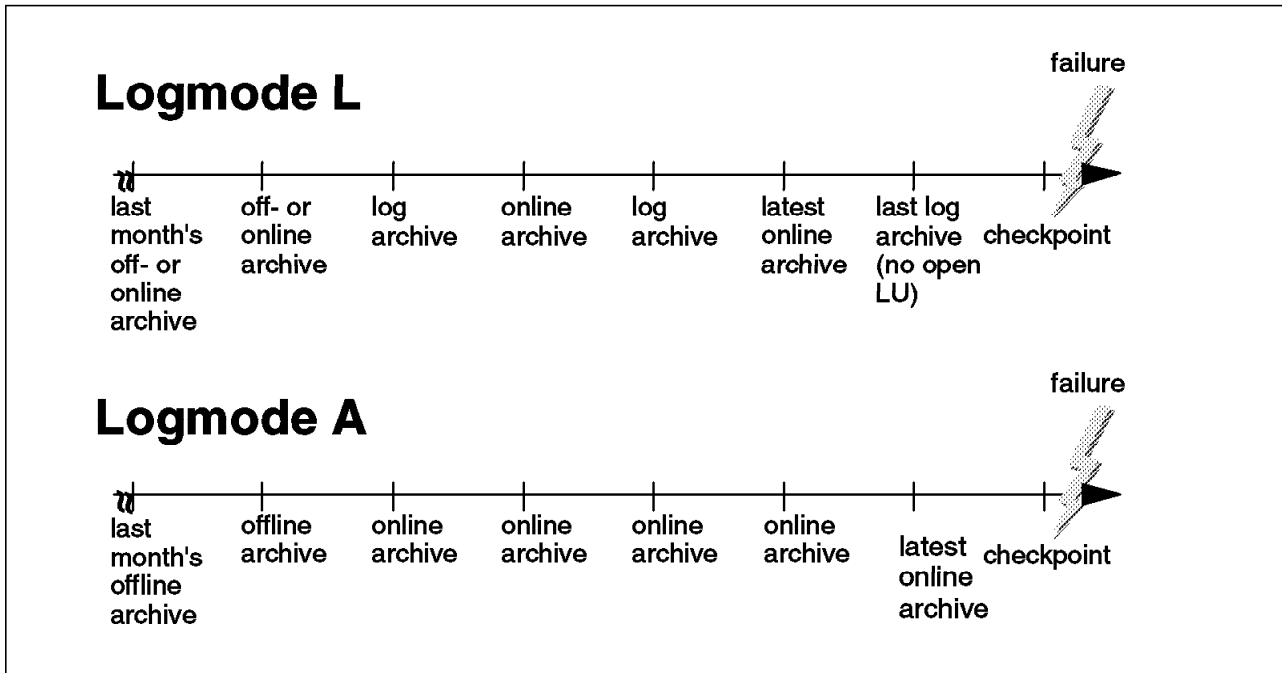 failure
Logmode L
last
month's
off- or
online
archive
off- or
online
archive
log
archive
online
archive
log
archive
latest
online
archive
last log
archive
(no open
LU)
checkpoint
failure
Logmode A
last
month's
offline
archive
offline
archive
online
archive
online
archive
online
archive
online
archive
latest
online
archive
checkpoint